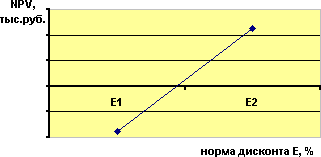 NPV,
тыс.руб.
E1 E2
норма дисконта E, %